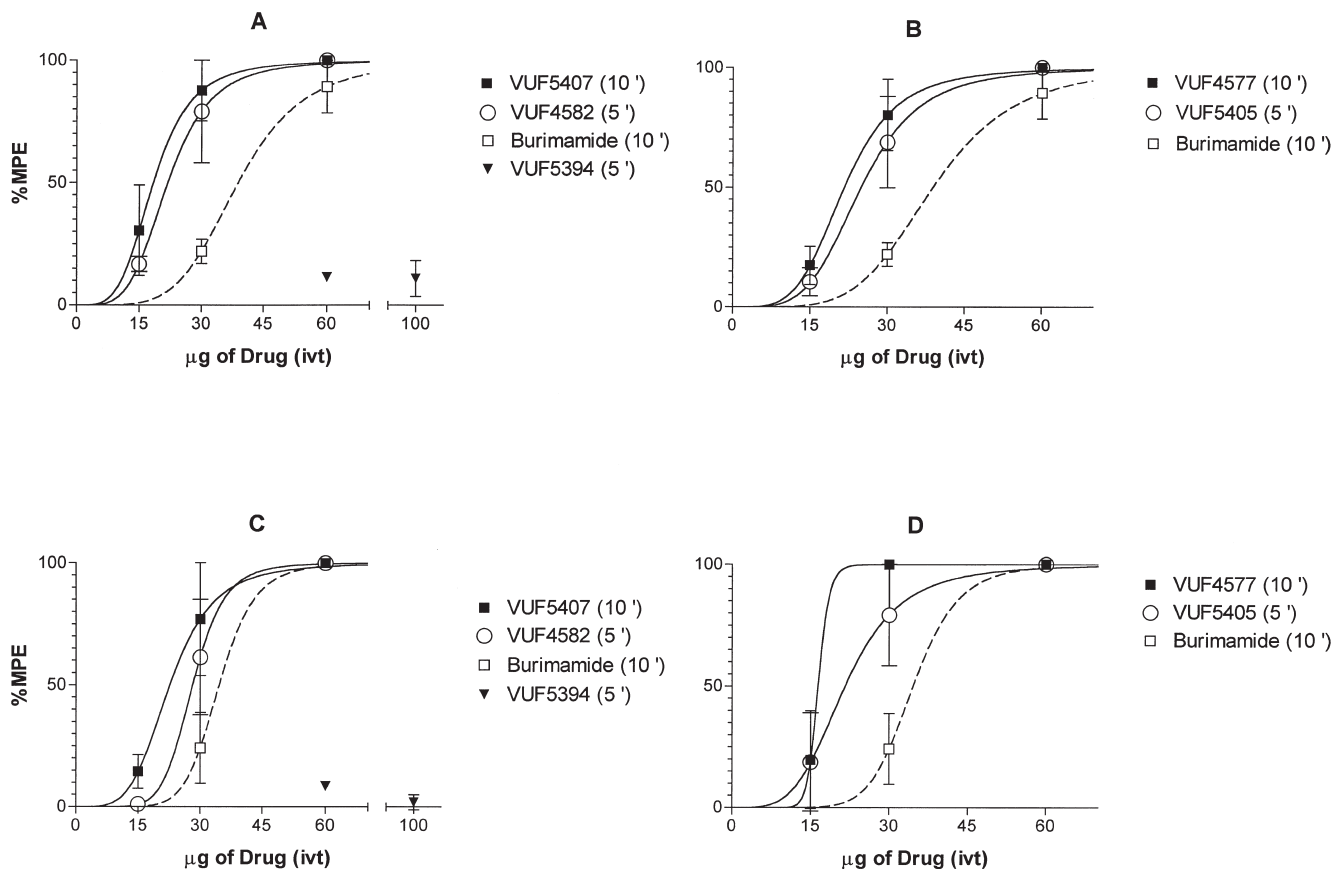 A
%MPE
100
50
0
0 15 30 45 60 100
µg of Drug (ivt)
VUF5407 (10 ')
VUF4582 (5 ')
Burimamide (10 ')
VUF5394 (5 ')
B
100
50
0
0 15 30 45 60
µg of Drug (ivt)
VUF4577 (10 ')
VUF5405 (5 ')
Burimamide (10 ')
C
%MPE
100
50
0
0 15 30 45 60 100
µg of Drug (ivt)
VUF5407 (10 ')
VUF4582 (5 ')
Burimamide (10 ')
VUF5394 (5 ')
D
100
50
0
0 15 30 45 60
µg of Drug (ivt)
VUF4577 (10 ')
VUF5405 (5 ')
Burimamide (10 ')